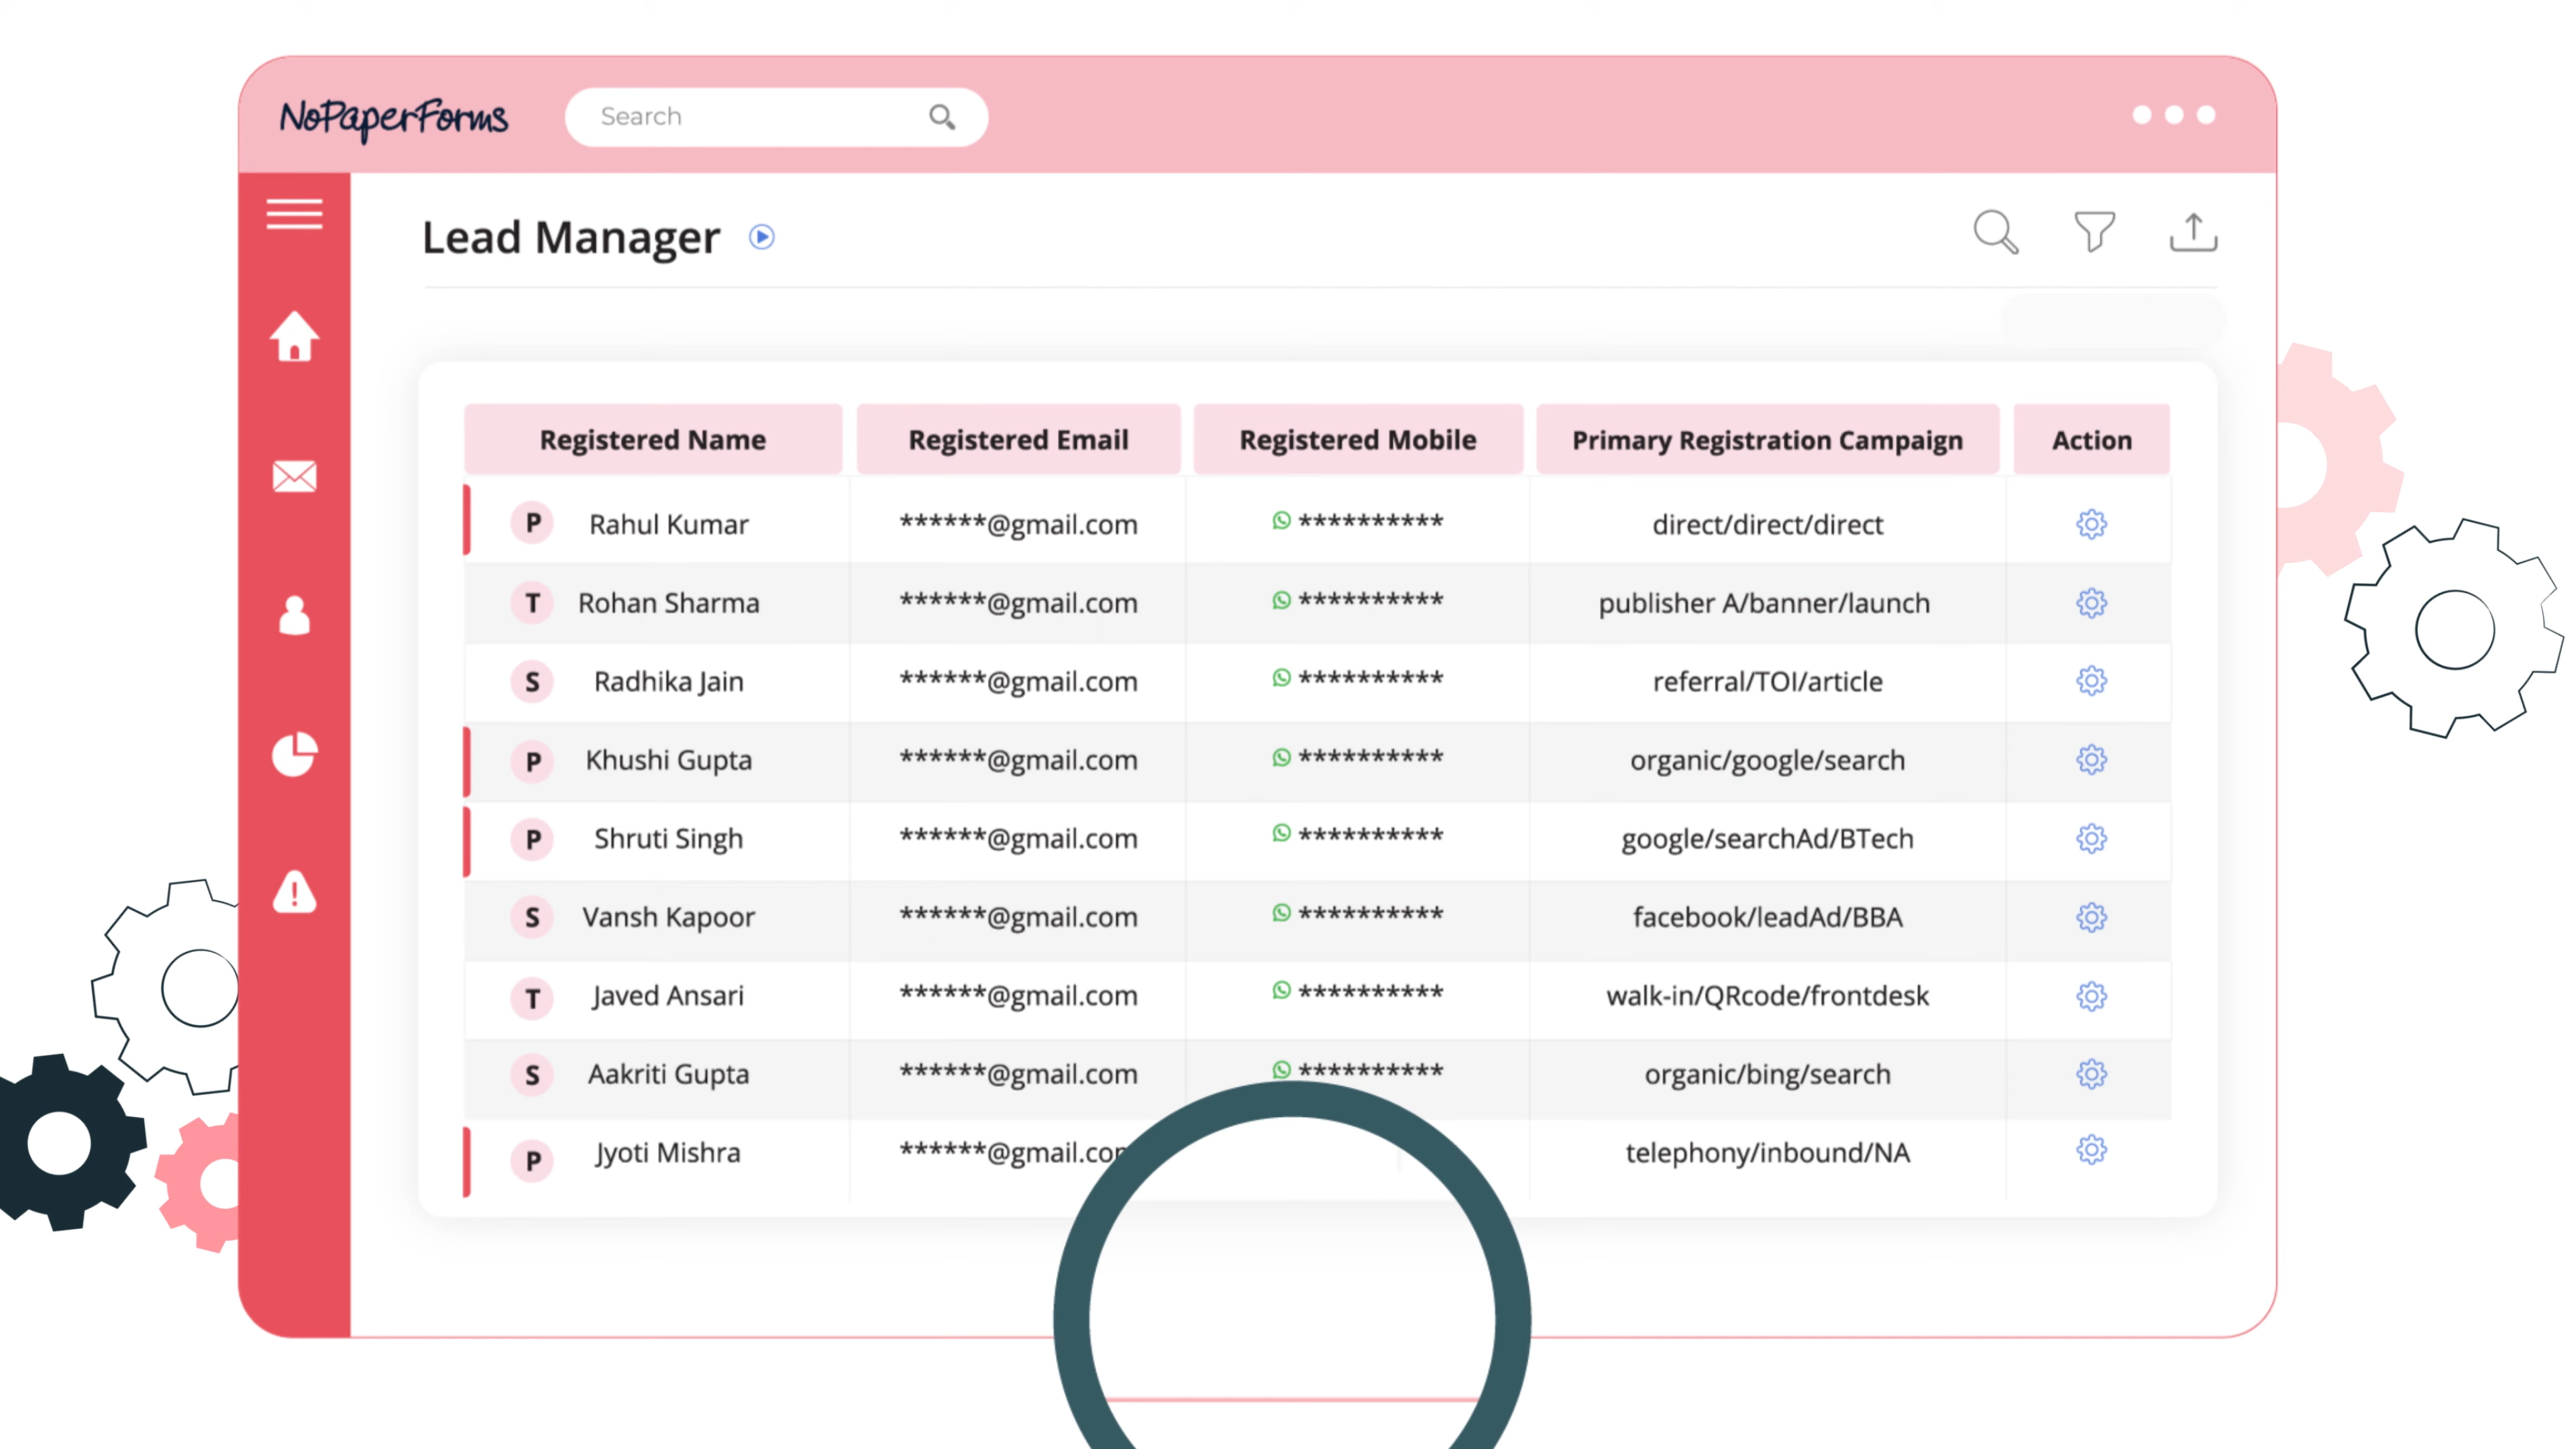 NoPaperForms Search
Lead Manager
Registered Name Registered Email Registered Mobile Primary Registration Campaign Action
P Rahul Kumar ******@gmail.com ********** direct/direct/direct
T Rohan Sharma ******@gmail.com ********** publisher A/banner/launch
S Radhika Jain ******@gmail.com ********** referral/TOI/article
P Khushi Gupta ******@gmail.com ********** organic/google/search
P Shruti Singh ******@gmail.com ********** google/searchAd/BTech
S Vansh Kapoor ******@gmail.com ********** facebook/leadAd/BBA
T Javed Ansari ******@gmail.com ********** walk-in/QRcode/frontdesk
S Aakriti Gupta ******@gmail.com ********** organic/bing/search
P Jyoti Mishra ******@gmail.co telephony/inbound/NA